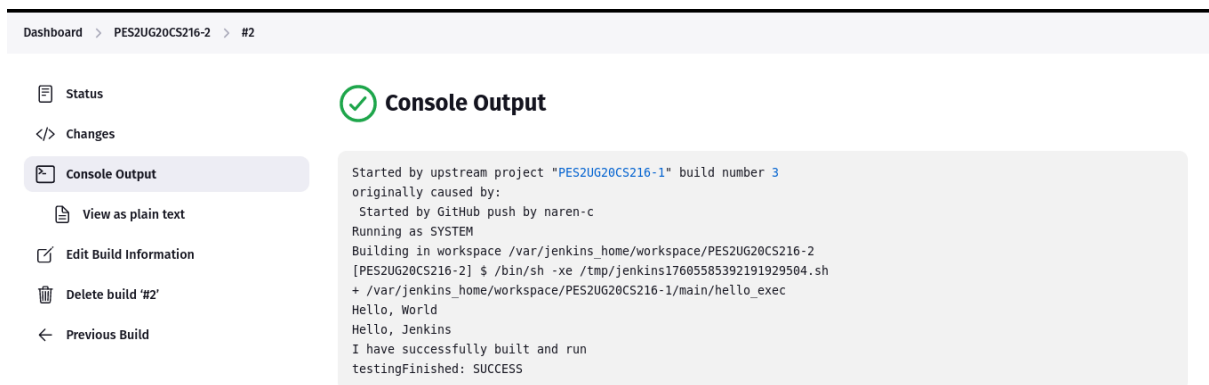 Dashboard > PES2UG20CS216-2 > #2
Status
Changes
Console Output
View as plain text
Edit Build Information
Delete build ‘#2’
Previous Build
Console Output
Started by upstream project "PES2UG20CS216-1" build number 3
originally caused by:
 Started by GitHub push by naren-c
Running as SYSTEM
Building in workspace /var/jenkins_home/workspace/PES2UG20CS216-2
[PES2UG20CS216-2] $ /bin/sh -xe /tmp/jenkins17605585392191929504.sh
+ /var/jenkins_home/workspace/PES2UG20CS216-1/main/hello_exec
Hello, World
Hello, Jenkins
I have successfully built and run
testingFinished: SUCCESS